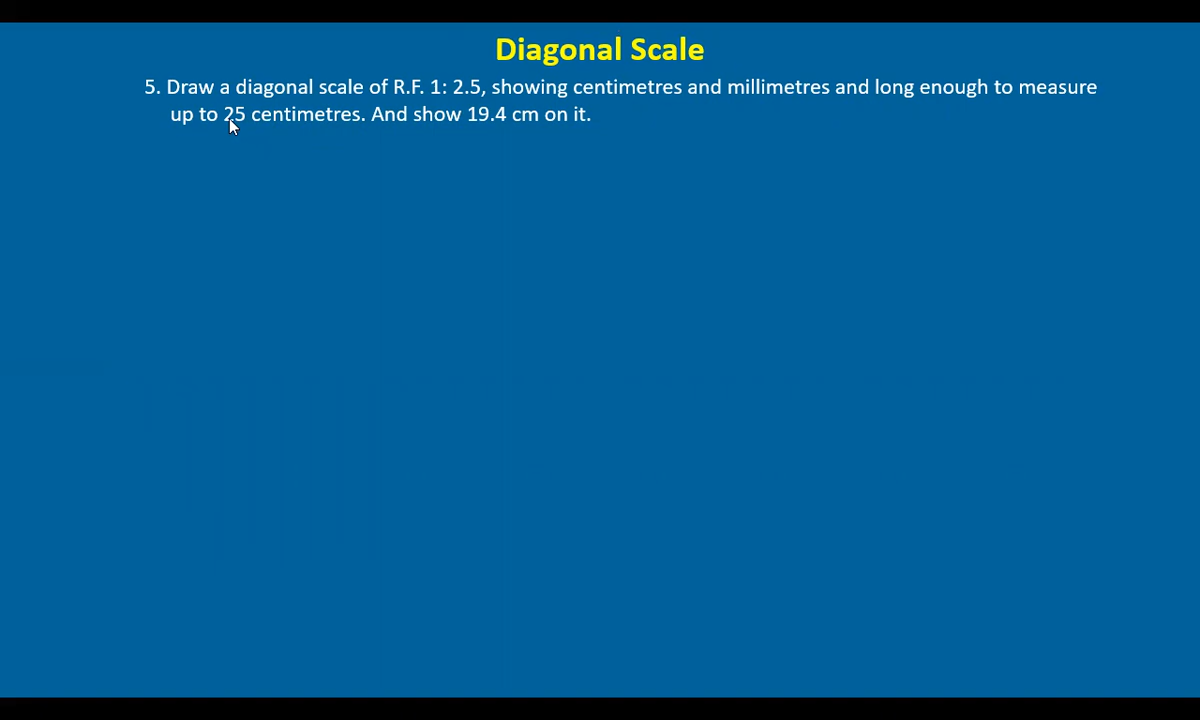 Diagonal Scale
5. Draw a diagonal scale of R.F. 1: 2.5, showing centimetres and millimetres and long enough to measure
up to 25 centimetres. And show 19.4 cm on it.